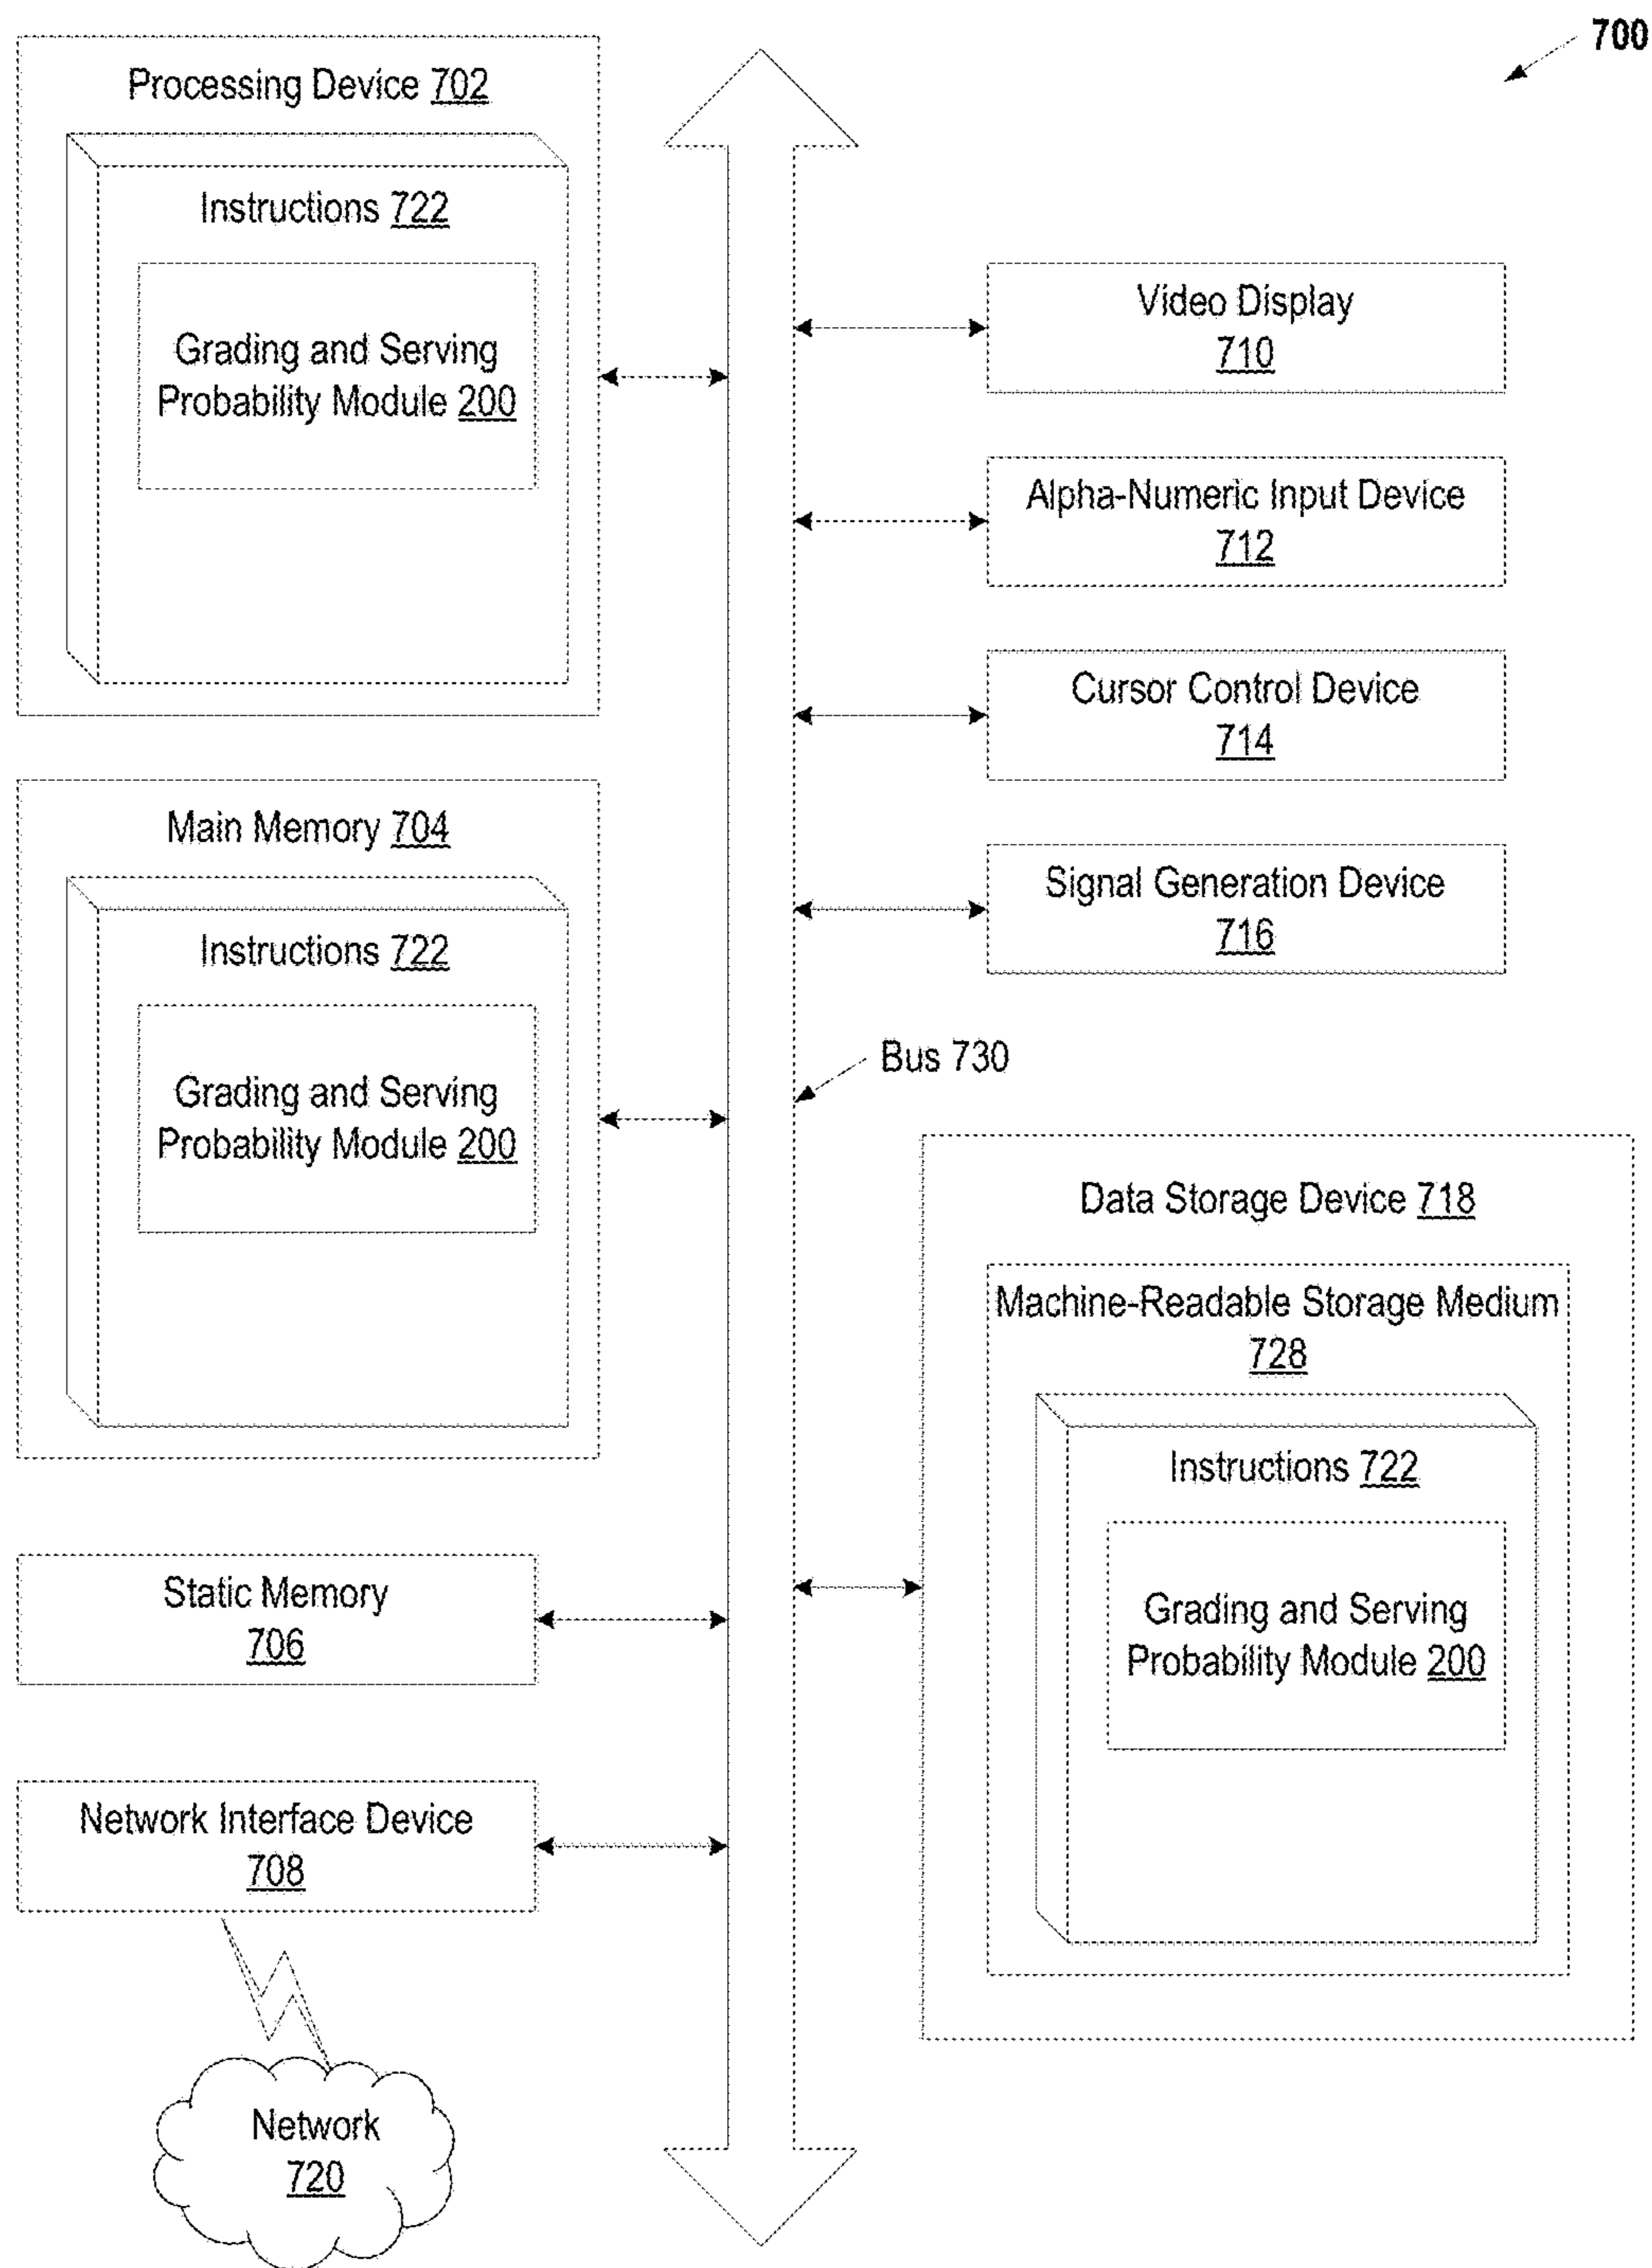 700
Processing Device 702
Instructions 722
Grading and Serving
Probability Module 200
Main Memory 704
Instructions 722
Grading and Serving
Probability Module 200
Static Memory
706
Network Interface Device
708
Network
720
Video Display
710
Alpha-Numeric Input Device
712
Cursor Control Device
714
Signal Generation Device
716
Bus 730
Data Storage Device 718
Machine-Readable Storage Medium
728
Instructions 722
Grading and Serving
Probability Module 200